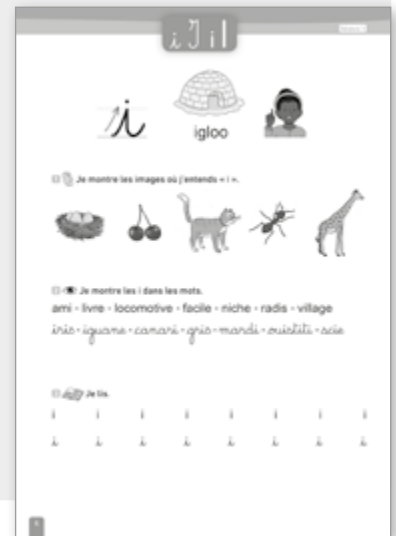 i J i I
i
igloo
Je montre les images où j'entends « i ».
Je montre les i dans les mots.
ami - livre - locomotive - facile - niche - radis - village
iris - iguane - canari - gris - mardi - ouistiti - scie
Je lis.
i i i i i i i i
i i i i i i i i